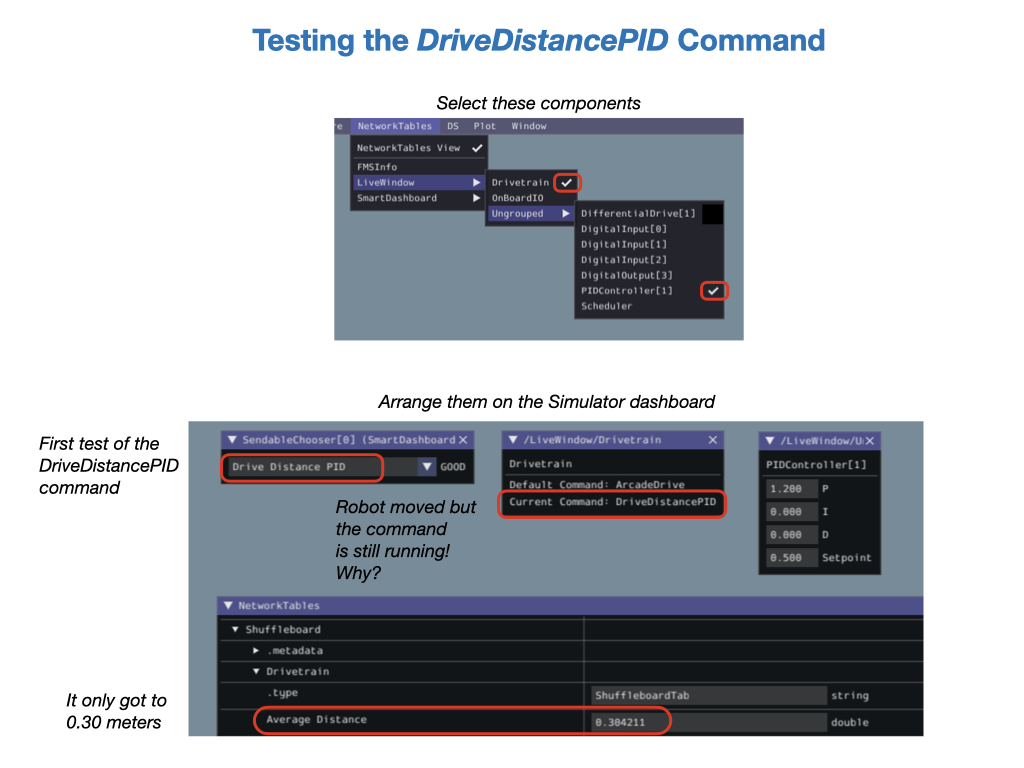 Testing the DriveDistancePID Command
Select these components
re NetworkTables DS Plot Window
NetworkTables View
FMSInfo
LiveWindow
SmartDashboard
Drivetrain
OnBoardIO
Ungrouped
DifferentialDrive[1]
DigitalInput[0]
DigitalInput[1]
DigitalInput[2]
DigitalOutput[3]
PIDController[1]
Scheduler
Arrange them on the Simulator dashboard
First test of the
DriveDistancePID
command
SendableChooser[0] (SmartDashboard
Drive Distance PID GOOD
Robot moved but
the command
is still running!
Why?
/LiveWindow/Drivetrain
Drivetrain
Default Command: ArcadeDrive
Current Command: DriveDistancePID
/LiveWindow/U
PIDController[1]
1.200 P
0.000 I
0.000 D
0.500 Setpoint
NetworkTables
Shuffleboard
.metadata
Drivetrain
.type ShuffleboardTab string
Average Distance 0.304211 double
It only got to
0.30 meters